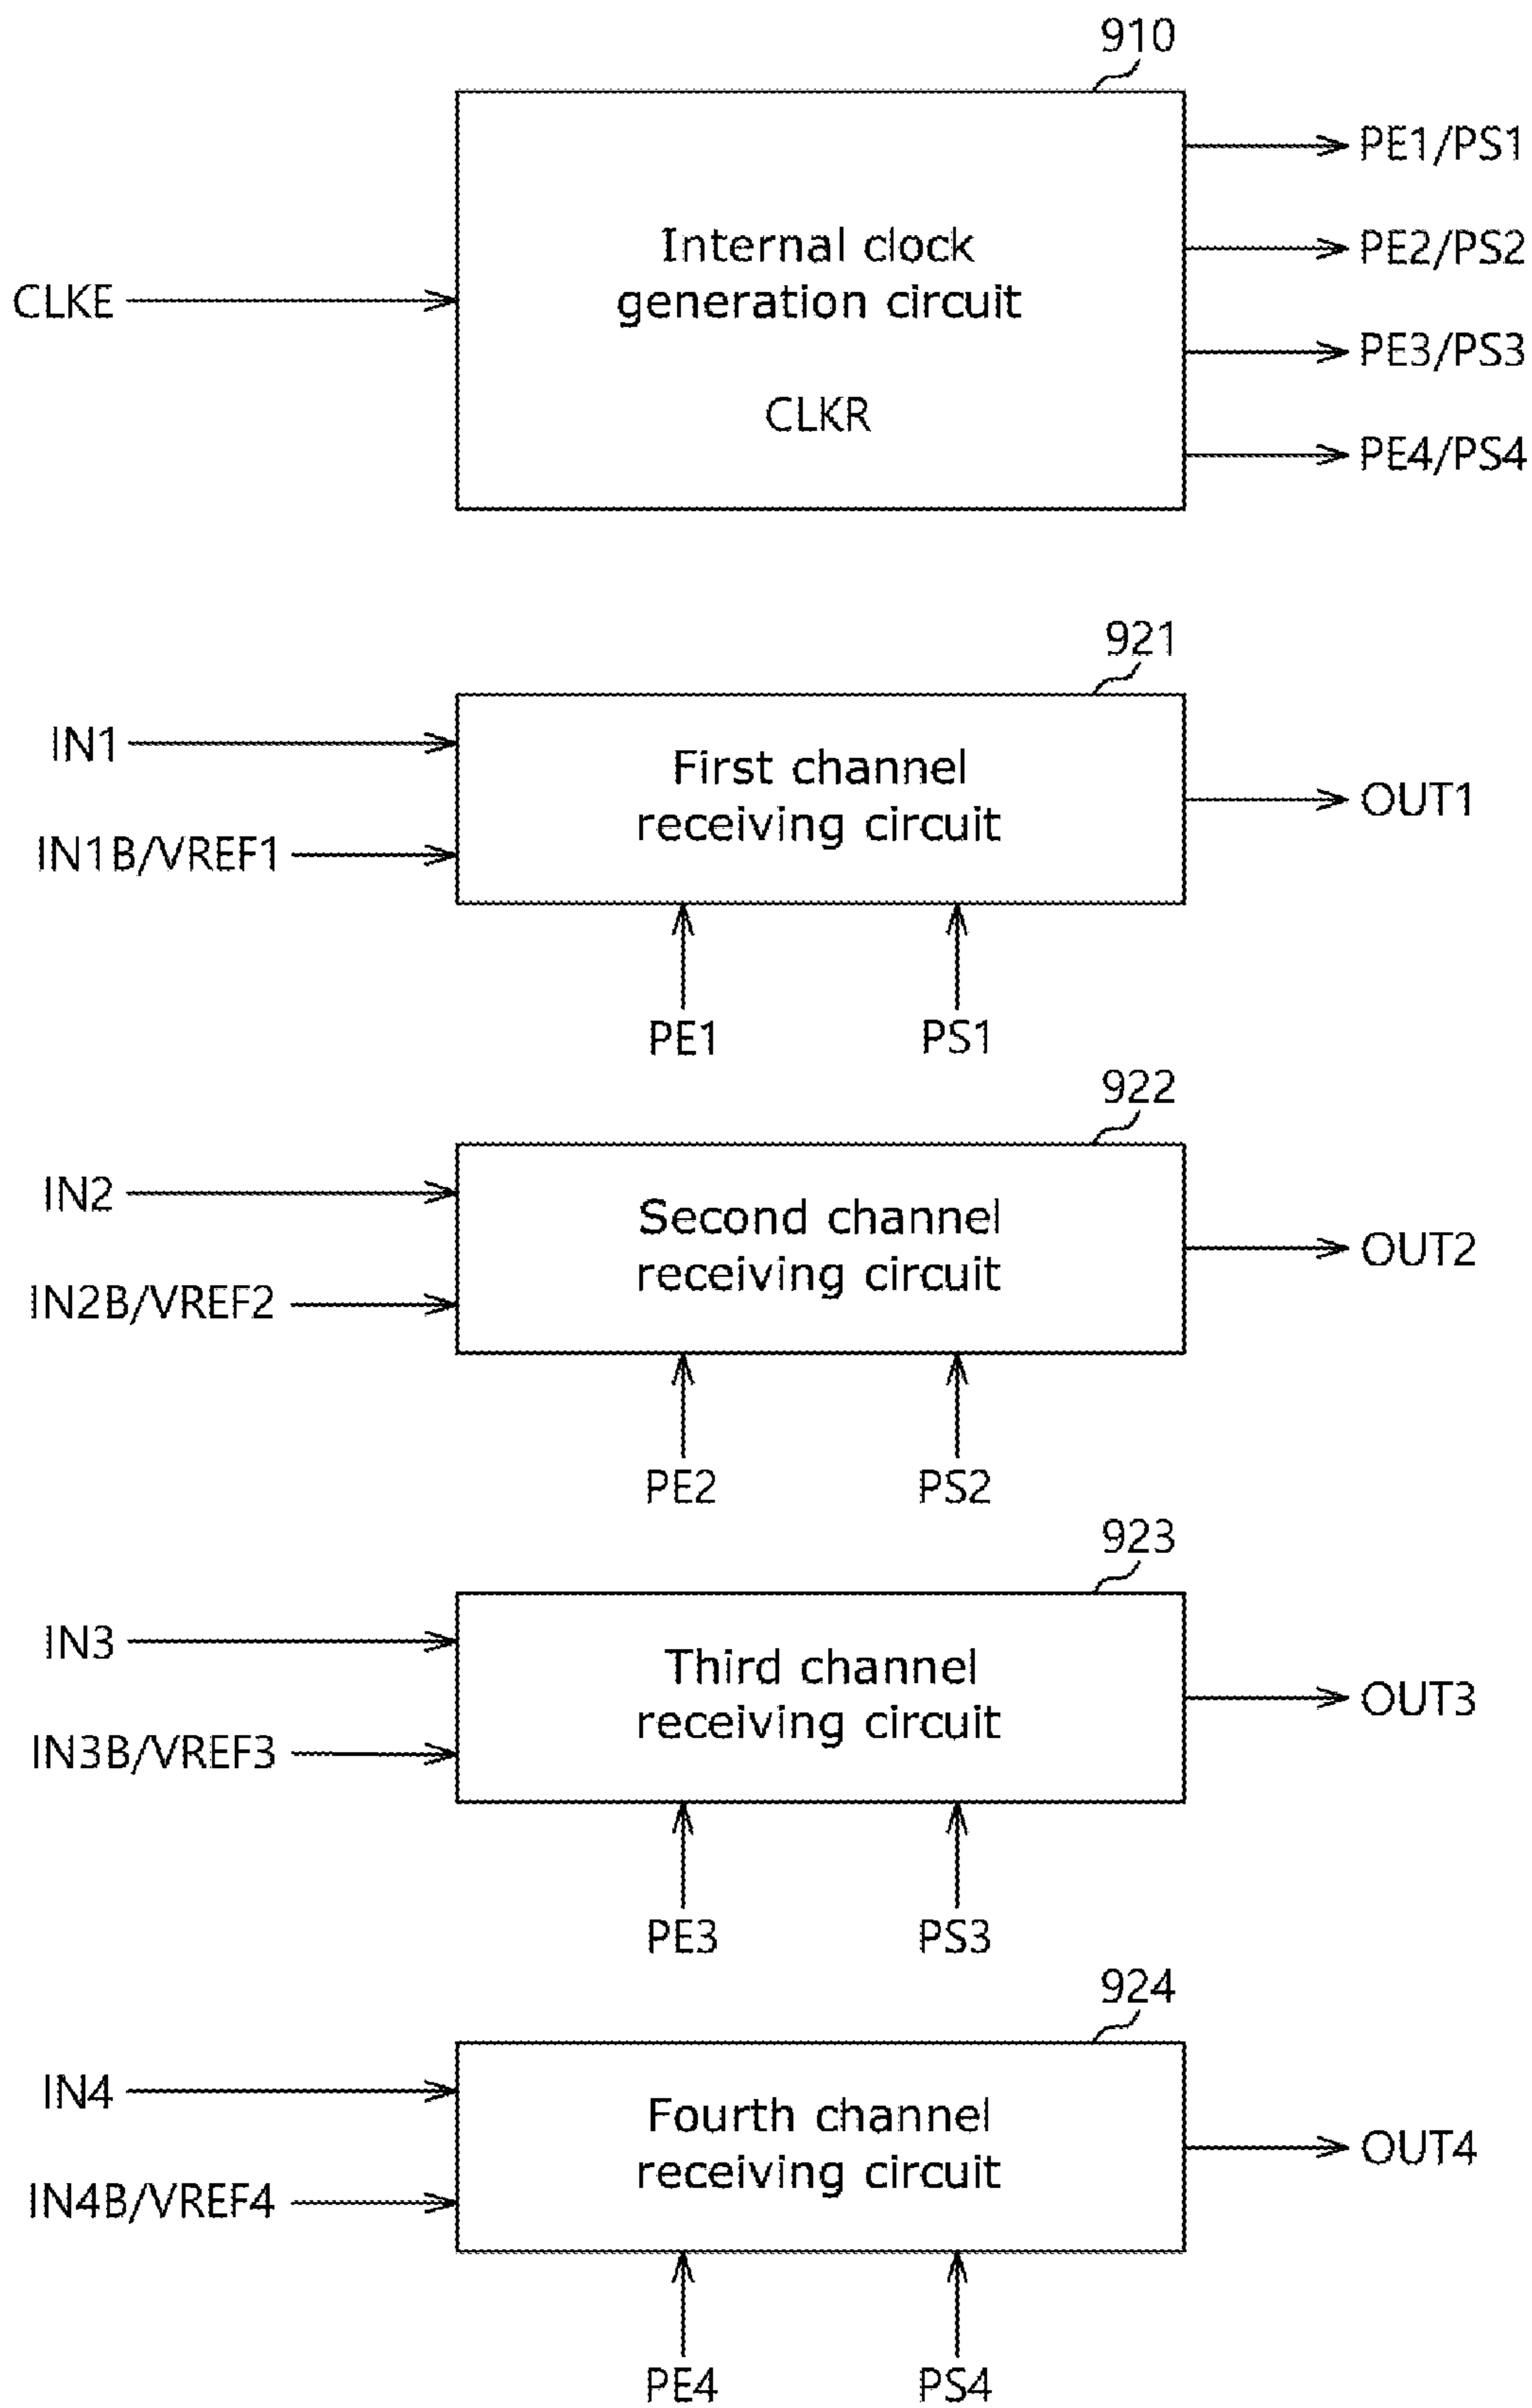 910
PE1/PS1
Internal clock
PE2/PS2
CLKE
generation circuit
PE3/PS3
CLKR
PE4/PS4
921
IN1
First channel
receiving circuit
OUT1
IN1B/VREF1
PE1
PS1
922
IN2
Second channel
receiving circuit
OUT2
IN2B/VREF2
PE2
PS2
923
IN3
Third channel
receiving circuit
OUT3
IN3B/VREF3
PE3
PS3
924
IN4
Fourth channel
receiving circuit
OUT4
IN4B/VREF4
PE4
PS4